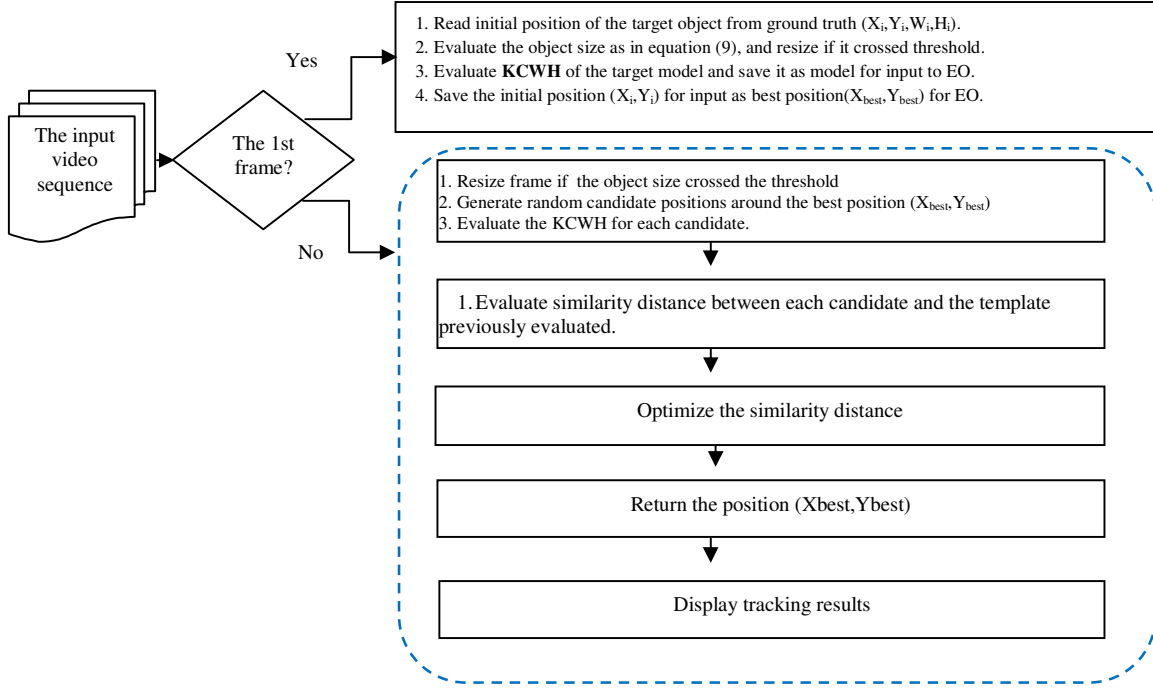 The input
video
sequence
The 1st
frame?
Yes
No
1. Read initial position of the target object from ground truth (Xi,Yi,Wi,Hi).
2. Evaluate the object size as in equation (9), and resize if it crossed threshold.
3. Evaluate KCWH of the target model and save it as model for input to EO.
4. Save the initial position (Xi,Yi) for input as best position(Xbest,Ybest) for EO.
1. Resize frame if the object size crossed the threshold
2. Generate random candidate positions around the best position (Xbest,Ybest)
3. Evaluate the KCWH for each candidate.
1. Evaluate similarity distance between each candidate and the template
previously evaluated.
Optimize the similarity distance
Return the position (Xbest,Ybest)
Display tracking results